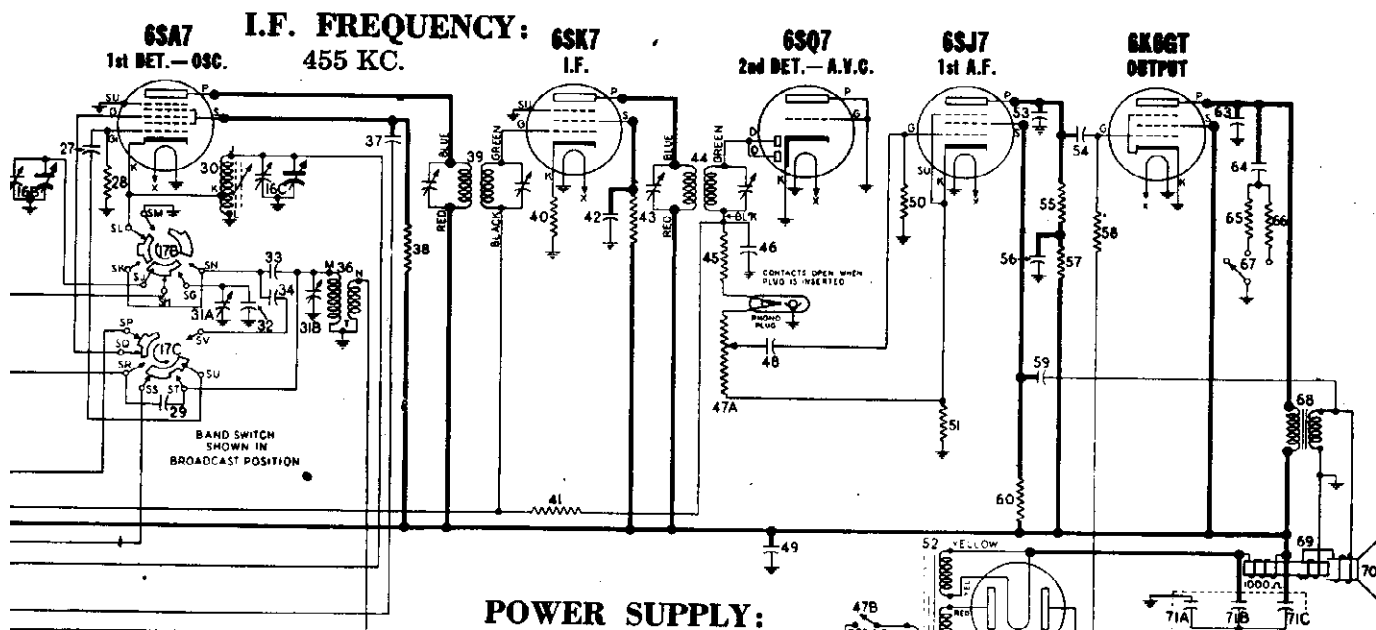 I.F. FREQUENCY:
455 KC.
6SA7
1st DET.—OSC.
6SK7
I.F.
6SQ7
2nd DET.—A.V.C.
6SJ7
1st A.F.
6K6GT
OUTPUT
SU
G
G
P
S
K
X
27
28
30
J
K
H
16B
16C
37
38
BLUE
39
GREEN
RED
BLACK
SU
G
P
S
K
X
40
41
42
43
BLUE
44
GREEN
RED
BLK
45
46
D
D
P
G
K
X
CONTACTS OPEN WHEN
PLUG IS INSERTED
PHONO
PLUG
47A
48
49
G
SU
P
S
K
X
50
51
53
54
55
56
57
58
G
P
S
K
X
59
60
63
64
65
66
67
68
69
70
SM
SL
17B
SK
SJ
SH
SG
SN
33
34
31A
32
31B
M
36
N
T
SP
SQ
SR
17C
SV
SU
SS
ST
29
BAND SWITCH
SHOWN IN
BROADCAST POSITION
POWER SUPPLY:
47B
52
YELLOW
YEL
RED
1000 Ω
71A
71B
71C